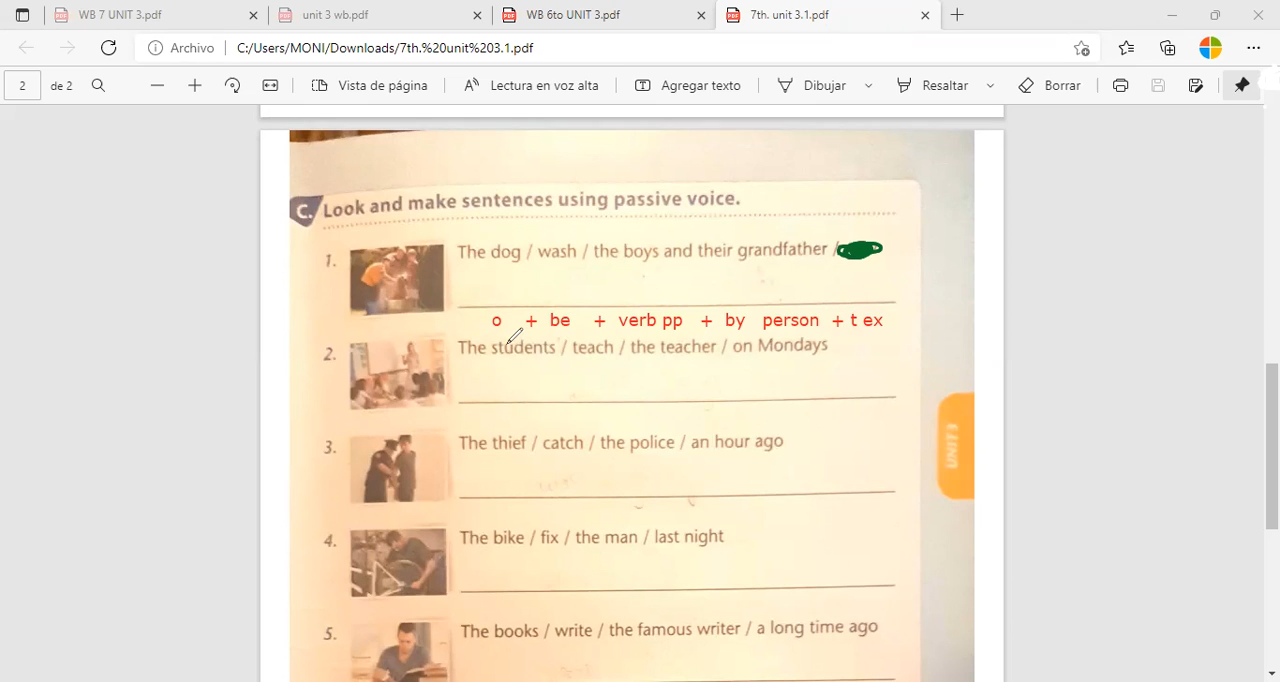 WB 7 UNIT 3.pdf
unit 3 wb.pdf
WB 6to UNIT 3.pdf
7th. unit 3.1.pdf
Archivo
C:/Users/MONI/Downloads/7th.%20unit%203.1.pdf
2 de 2
Vista de página
Lectura en voz alta
Agregar texto
Dibujar
Resaltar
Borrar
C. Look and make sentences using passive voice.
1. The dog / wash / the boys and their grandfather /
o + be + verb pp + by person + t ex
2. The students / teach / the teacher / on Mondays
3. The thief / catch / the police / an hour ago
UNIT 3
4. The bike / fix / the man / last night
5. The books / write / the famous writer / a long time ago